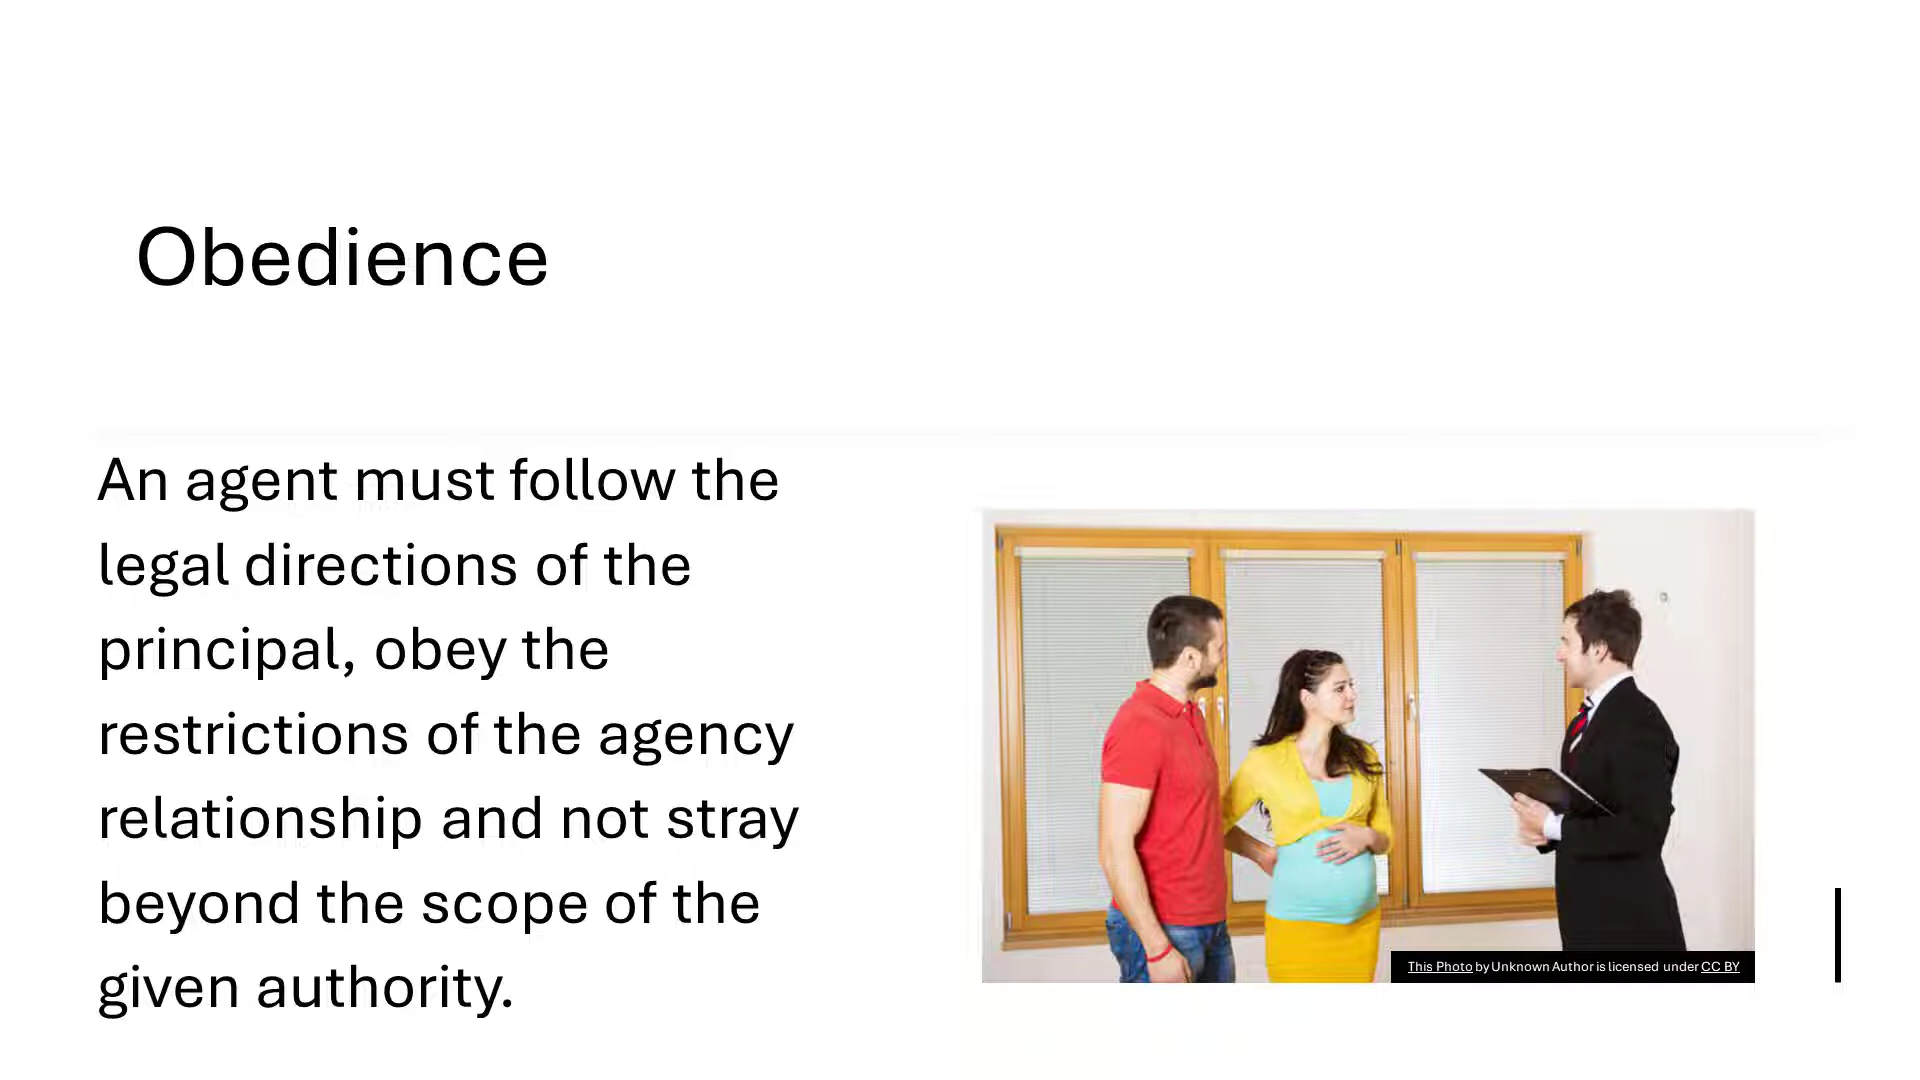 Obedience
An agent must follow the
legal directions of the
principal, obey the
restrictions of the agency
relationship and not stray
beyond the scope of the
given authority.
This Photo by Unknown Author is licensed under CC BY